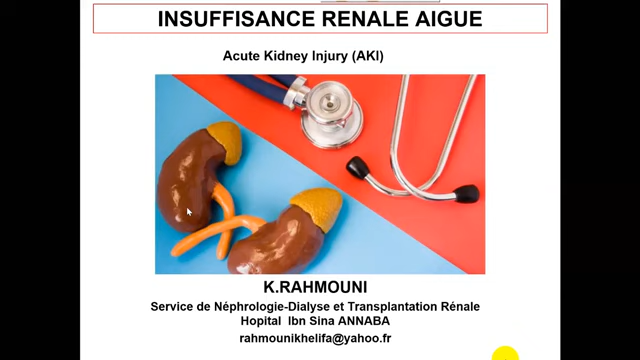 INSUFFISANCE RENALE AIGUE
Acute Kidney Injury (AKI)
K.RAHMOUNI
Service de Néphrologie-Dialyse et Transplantation Rénale
Hopital Ibn Sina ANNABA
rahmounikhelifa@yahoo.fr